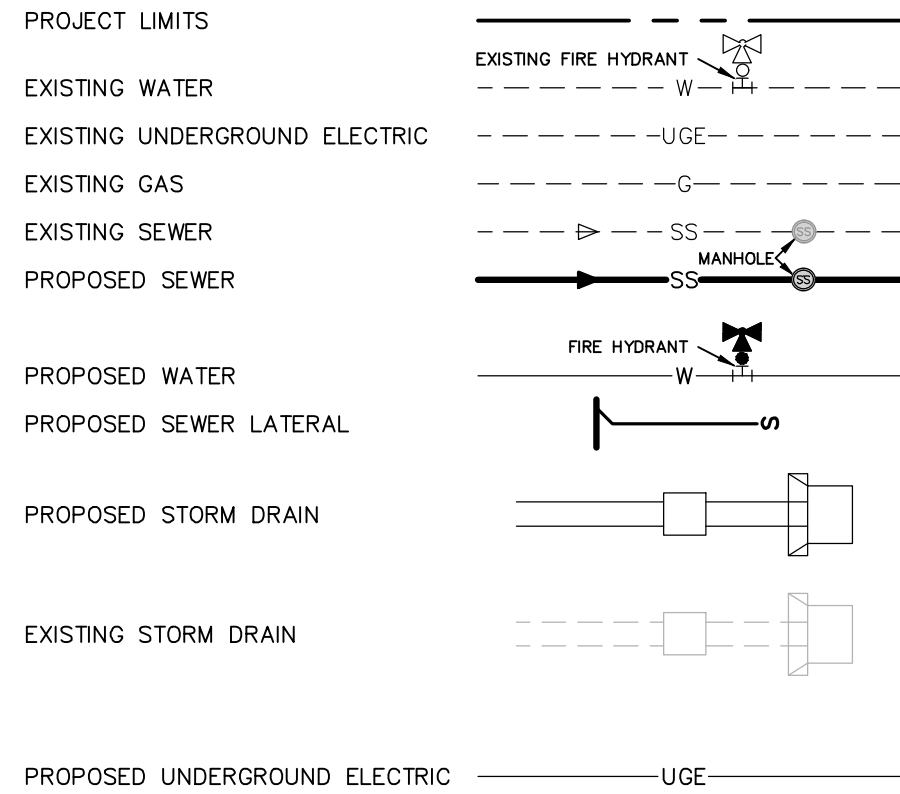 PROJECT LIMITS
EXISTING FIRE HYDRANT
EXISTING WATER W
EXISTING UNDERGROUND ELECTRIC UGE
EXISTING GAS G
EXISTING SEWER SS SS
MANHOLE
PROPOSED SEWER SS SS
FIRE HYDRANT
PROPOSED WATER W
PROPOSED SEWER LATERAL S
PROPOSED STORM DRAIN
EXISTING STORM DRAIN
PROPOSED UNDERGROUND ELECTRIC UGE